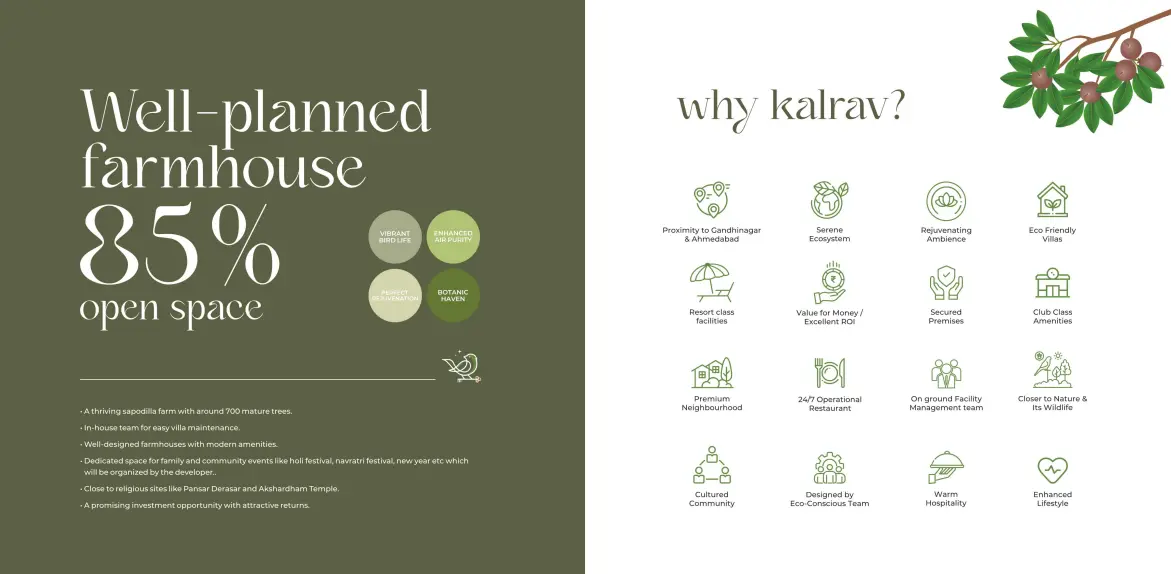 Well-planned
farmhouse
85%
open space
VIBRANT
BIRD LIFE
ENHANCED
AIR PURITY
PERFECT
REJUVENATION
BOTANIC
HAVEN
• A thriving sapodilla farm with around 700 mature trees.
• In-house team for easy villa maintenance.
• Well-designed farmhouses with modern amenities.
• Dedicated space for family and community events like holi festival, navratri festival, new year etc which
will be organized by the developer..
• Close to religious sites like Pansar Derasar and Akshardham Temple.
• A promising investment opportunity with attractive returns.
why kalrav?
Proximity to Gandhinagar
& Ahmedabad
Serene
Ecosystem
Rejuvenating
Ambience
Eco Friendly
Villas
Resort class
facilities
₹
Value for Money /
Excellent ROI
Secured
Premises
Club Class
Amenities
Premium
Neighbourhood
24/7 Operational
Restaurant
On ground Facility
Management team
Closer to Nature &
Its Wildlife
Cultured
Community
Designed by
Eco-Conscious Team
Warm
Hospitality
Enhanced
Lifestyle